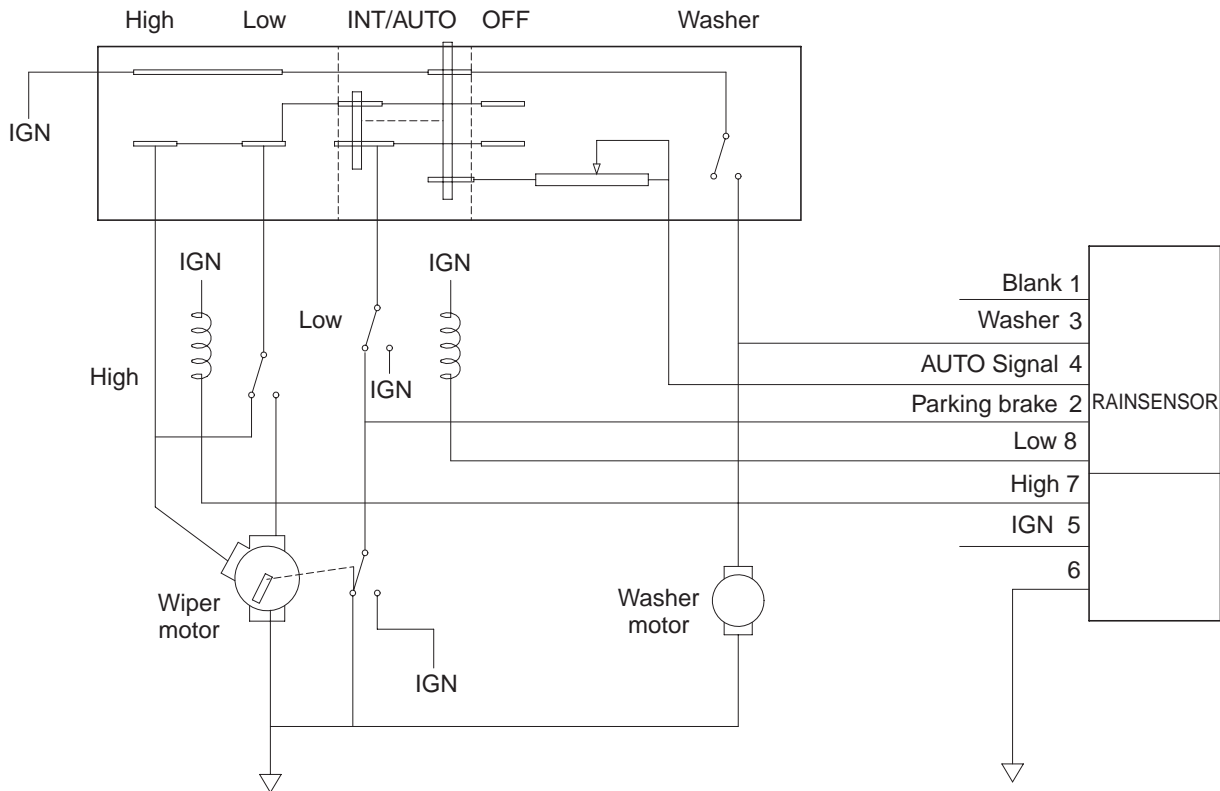 High Low INT/AUTO OFF Washer
IGN
IGN
IGN
Low
High
IGN
Blank 1
Washer 3
AUTO Signal 4
Parking brake 2
Low 8
High 7
IGN 5
6
RAINSENSOR
Wiper
motor
Washer
motor
IGN